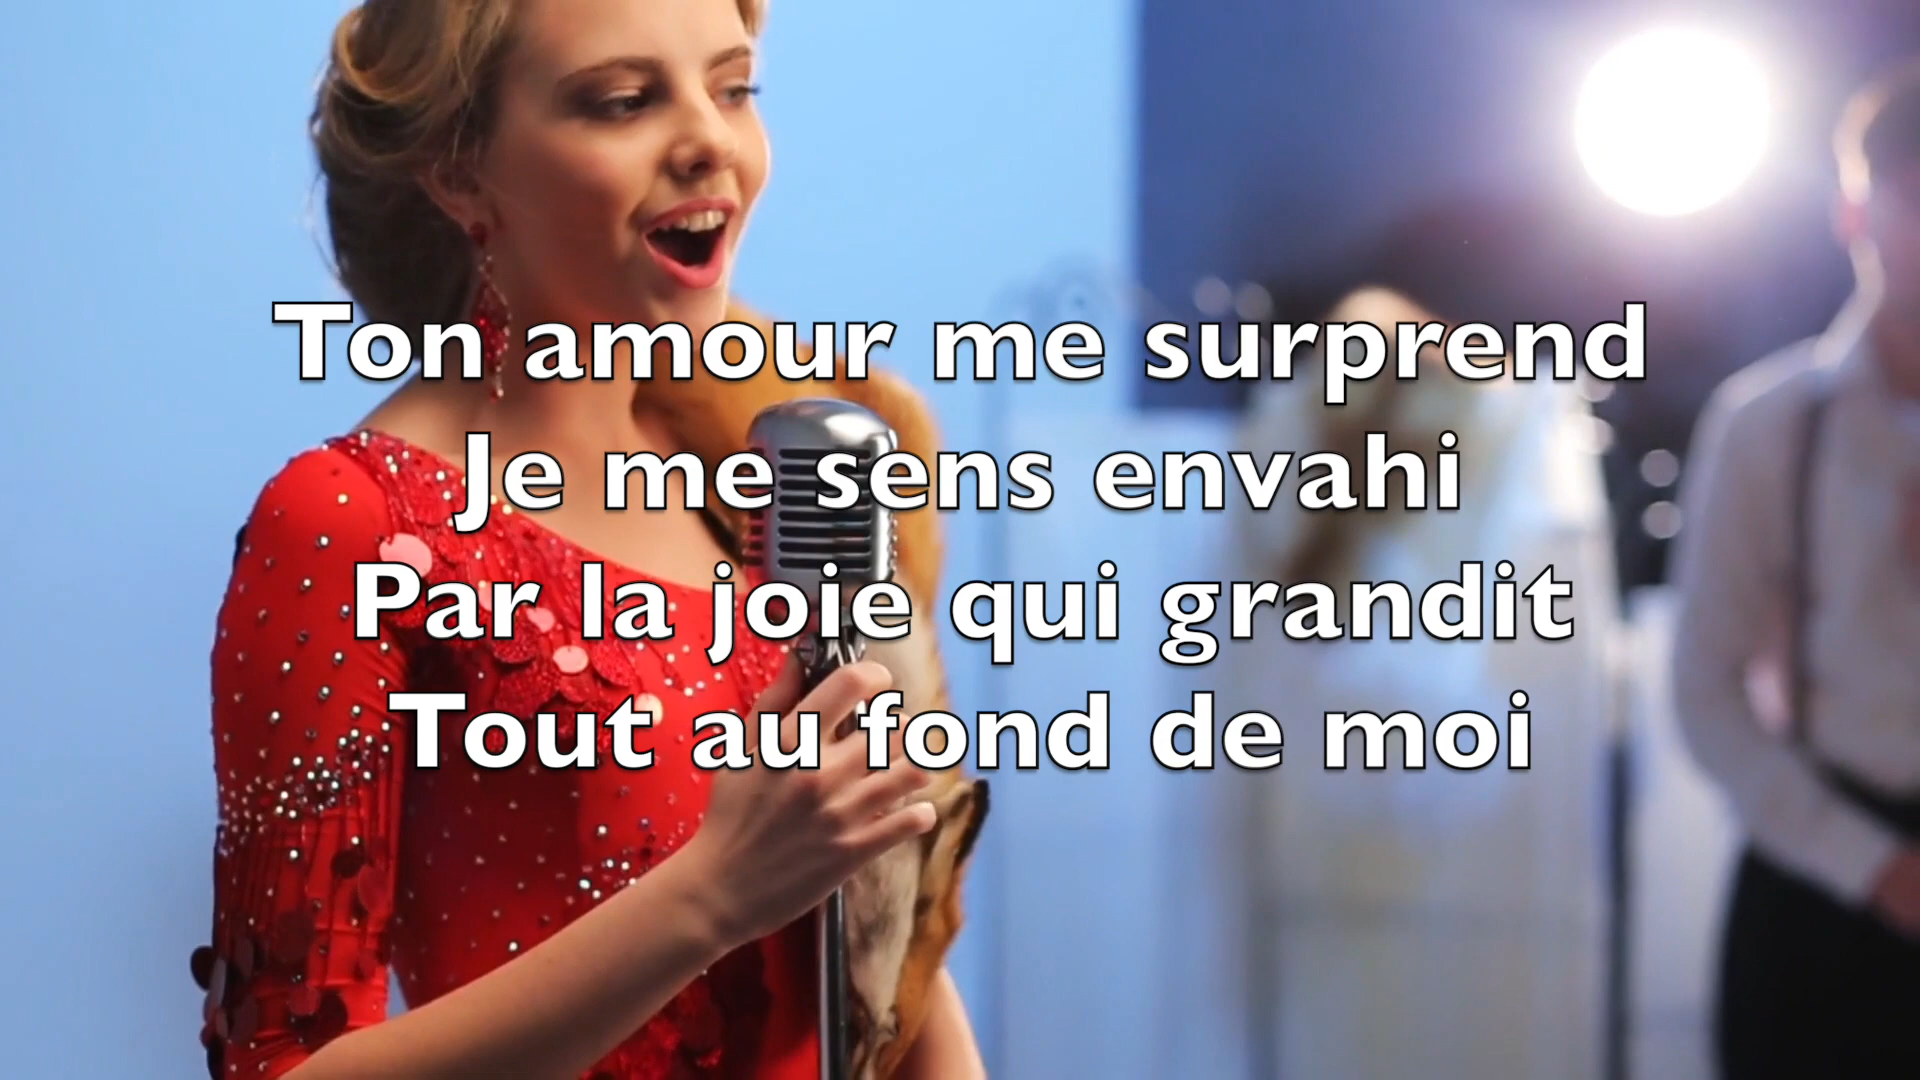 Ton amour me surprend
Je me sens envahi
Par la joie qui grandit
Tout au fond de moi